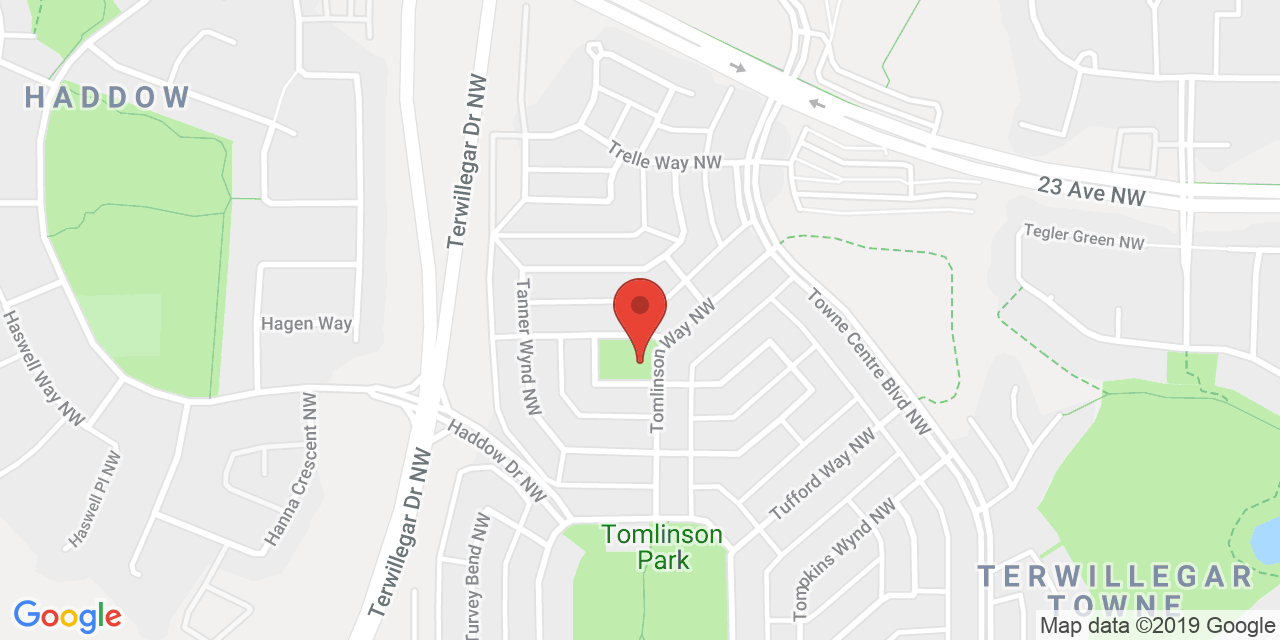 HADDOW
Terwillegar Dr NW
Trelle Way NW
23 Ave NW
Tegler Green NW
Hagen Way
Tanner Wynd NW
Tomlinson Way NW
Towne Centre Blvd NW
Haswell Way NW
Haswell Pl NW
Hanna Crescent NW
Terwillegar Dr NW
Haddow Dr NW
Turvey Bend NW
Tufford Way NW
Tompkins Wynd NW
Tomlinson
Park
TERWILLEGAR
TOWNE
Google
Map data ©2019 Google